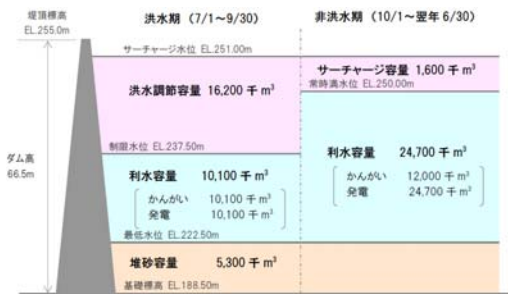 堤頂標高
EL.255.0m
洪水期 (7/1～9/30)
非洪水期 (10/1～翌年 6/30)
サーチャージ水位 EL.251.00m
洪水調節容量 16,200 千 m³
サーチャージ容量 1,600 千 m³
常時満水位 EL.250.00m
制限水位 EL.237.50m
ダム高
66.5m
利水容量 10,100 千 m³
かんがい 10,100 千 m³
発電 10,100 千 m³
利水容量 24,700 千 m³
かんがい 12,000 千 m³
発電 24,700 千 m³
最低水位 EL.222.50m
堆砂容量 5,300 千 m³
基礎標高 EL.188.50m